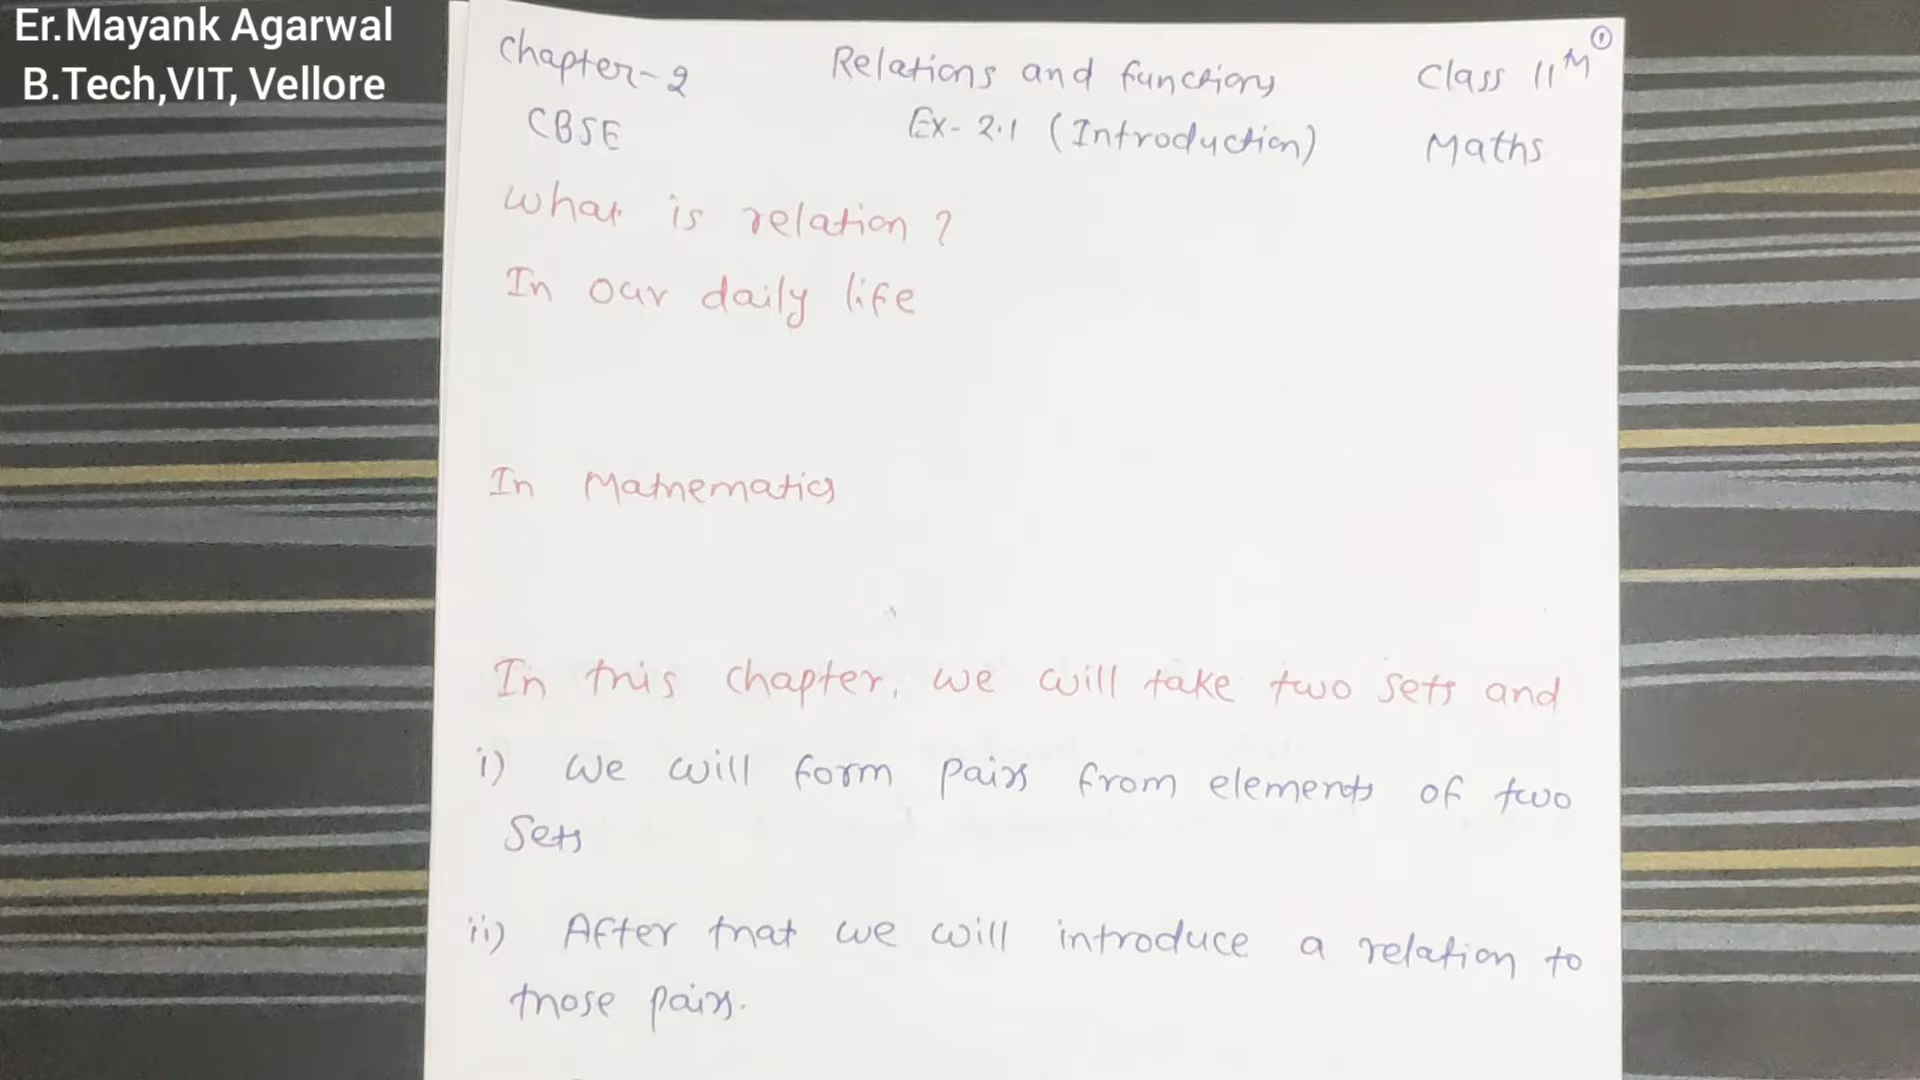 Er.Mayank Agarwal
B.Tech,VIT, Vellore
Chapter-2 Relations and functions Class 11th
①
CBSE Ex- 2.1 (Introduction) Maths
What is relation ?
In our daily life
In Mathematics
In this chapter, we will take two sets and
i) We will form pairs from elements of two
Sets
ii) After that we will introduce a relation to
those pairs.